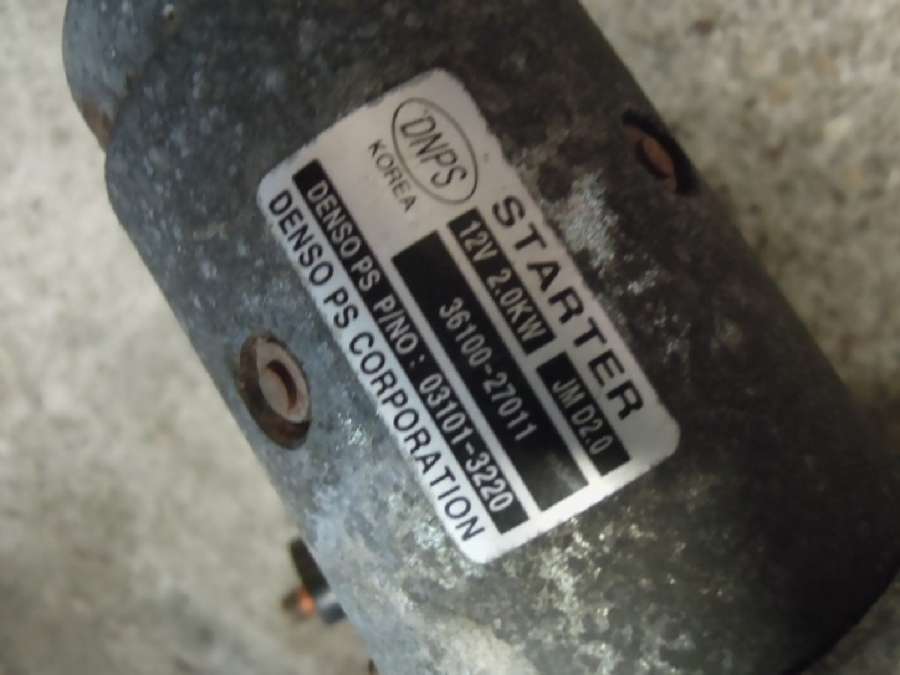 DNPS
KOREA
STARTER
12V 2.0KW
JM D2.0
36100-27011
DENSO PS P/NO : 03101-3220
DENSO PS CORPORATION